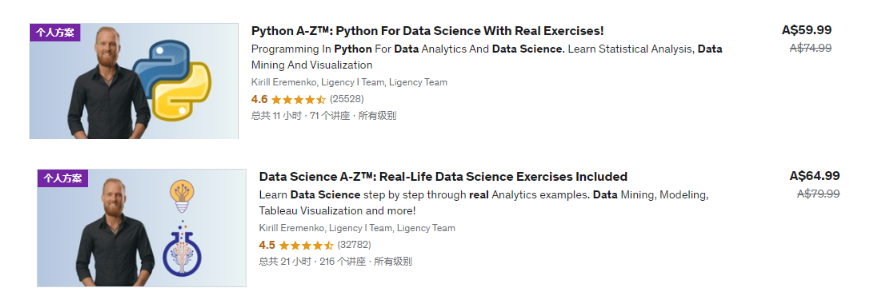 个人方案
Python A-Z™: Python For Data Science With Real Exercises!
A$59.99
Programming In Python For Data Analytics And Data Science. Learn Statistical Analysis, Data
A$74.99
Mining And Visualization
Kirill Eremenko, Ligency I Team, Ligency Team
4.6 (25528)
总共 11 小时 · 71 个讲座 · 所有级别
个人方案
Data Science A-Z™: Real-Life Data Science Exercises Included
A$64.99
Learn Data Science step by step through real Analytics examples. Data Mining, Modeling,
A$79.99
Tableau Visualization and more!
Kirill Eremenko, Ligency I Team, Ligency Team
4.5 (32782)
总共 21 小时 · 216 个讲座 · 所有级别